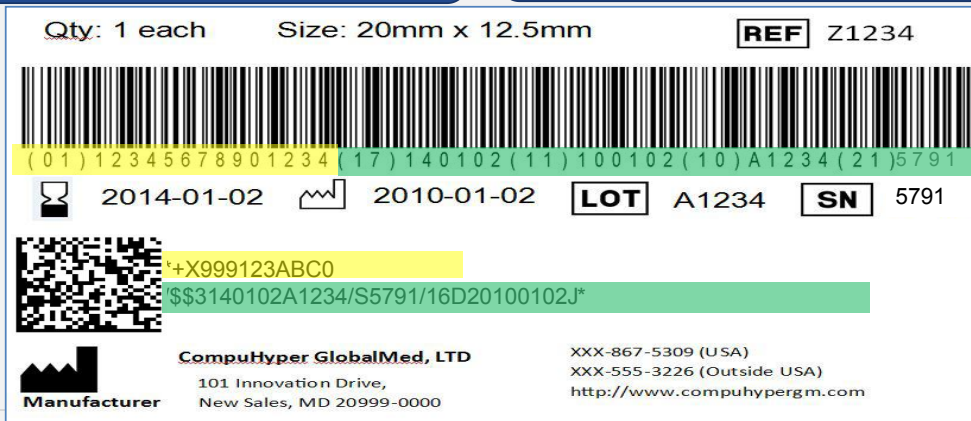 Qty: 1 each Size: 20mm x 12.5mm REF Z1234
(01)12345678901234(17)140102(11)100102(10)A1234(21)5791
2014-01-02 2010-01-02 LOT A1234 SN 5791
*+X999123ABC0
/$$3140102A1234/S5791/16D20100102J*
CompuHyper GlobalMed, LTD
101 Innovation Drive,
New Sales, MD 20999-0000
Manufacturer
XXX-867-5309 (USA)
XXX-555-3226 (Outside USA)
http://www.compuhypergm.com